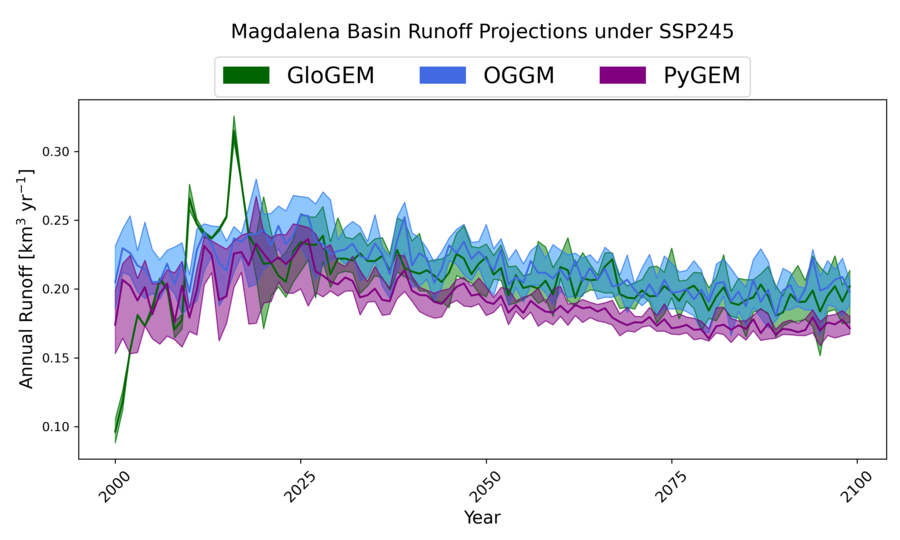 Magdalena Basin Runoff Projections under SSP245
GloGEM OGGM PyGEM
Annual Runoff [km³ yr⁻¹]
0.30
0.25
0.20
0.15
0.10
2000 2025 2050 2075 2100
Year